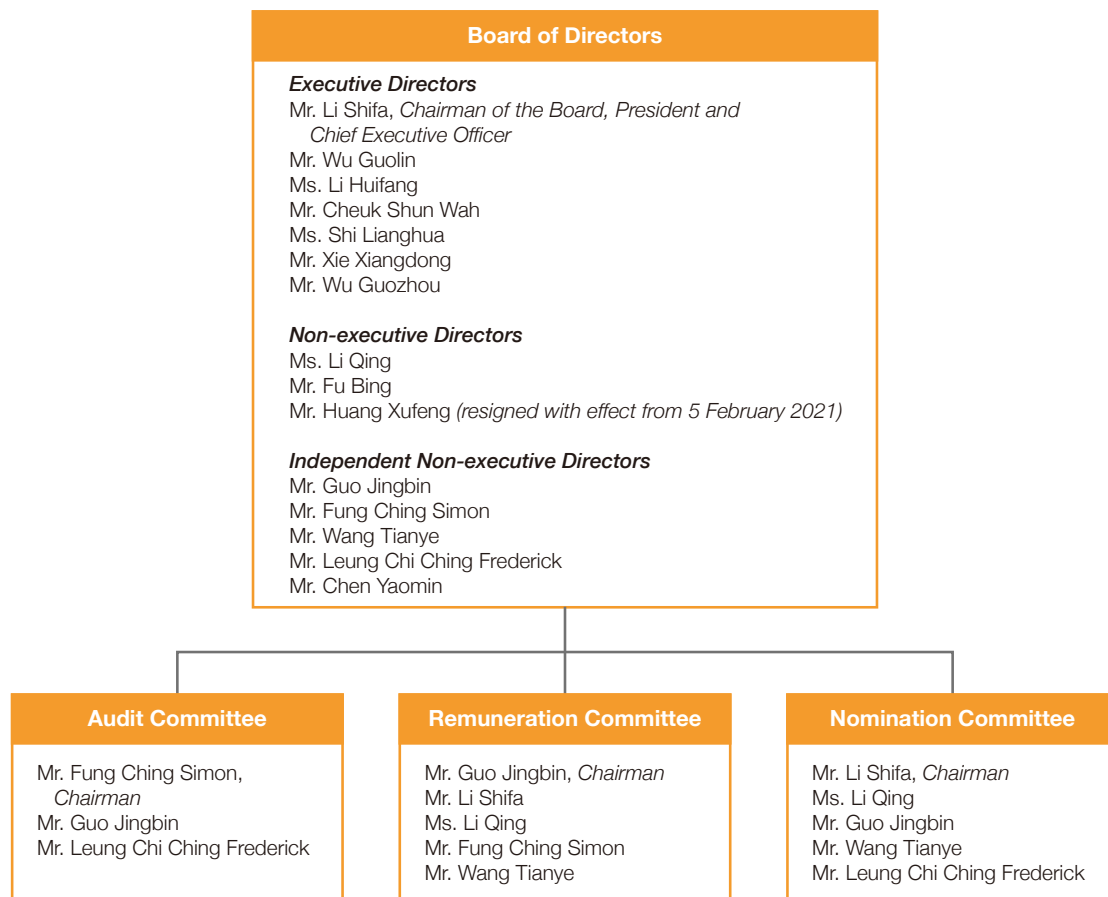 Board of Directors
Executive Directors
Mr. Li Shifa, Chairman of the Board, President and
Chief Executive Officer
Mr. Wu Guolin
Ms. Li Huifang
Mr. Cheuk Shun Wah
Ms. Shi Lianghua
Mr. Xie Xiangdong
Mr. Wu Guozhou
Non-executive Directors
Ms. Li Qing
Mr. Fu Bing
Mr. Huang Xufeng (resigned with effect from 5 February 2021)
Independent Non-executive Directors
Mr. Guo Jingbin
Mr. Fung Ching Simon
Mr. Wang Tianye
Mr. Leung Chi Ching Frederick
Mr. Chen Yaomin
Audit Committee
Mr. Fung Ching Simon,
Chairman
Mr. Guo Jingbin
Mr. Leung Chi Ching Frederick
Remuneration Committee
Mr. Guo Jingbin, Chairman
Mr. Li Shifa
Ms. Li Qing
Mr. Fung Ching Simon
Mr. Wang Tianye
Nomination Committee
Mr. Li Shifa, Chairman
Ms. Li Qing
Mr. Guo Jingbin
Mr. Wang Tianye
Mr. Leung Chi Ching Frederick